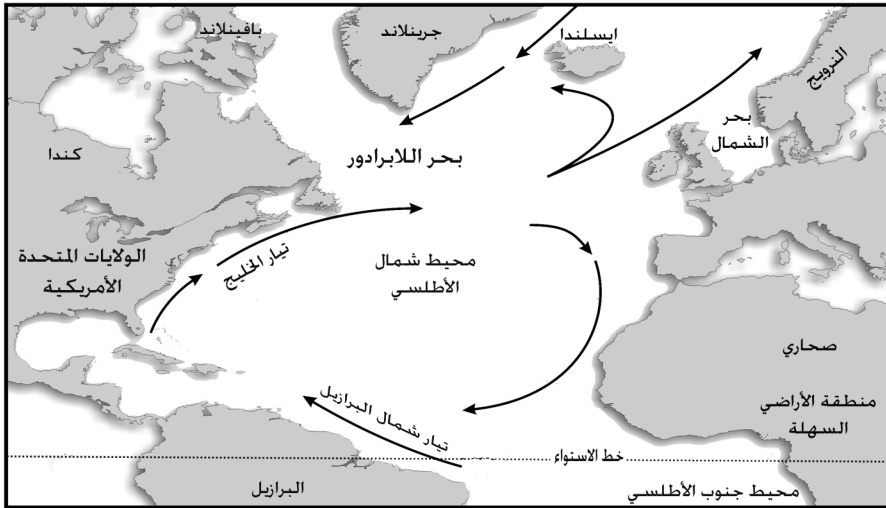 بافينلاند
جرينلاند
ايسلندا
النرويج
بحر
الشمال
كندا
بحر اللابرادور
الولايات المتحدة
الأمريكية
تيار الخليج
محيط شمال
الأطلسي
صحاري
منطقة الأراضي
السهلة
تيار شمال البرازيل
خط الاستواء
البرازيل
محيط جنوب الأطلسي